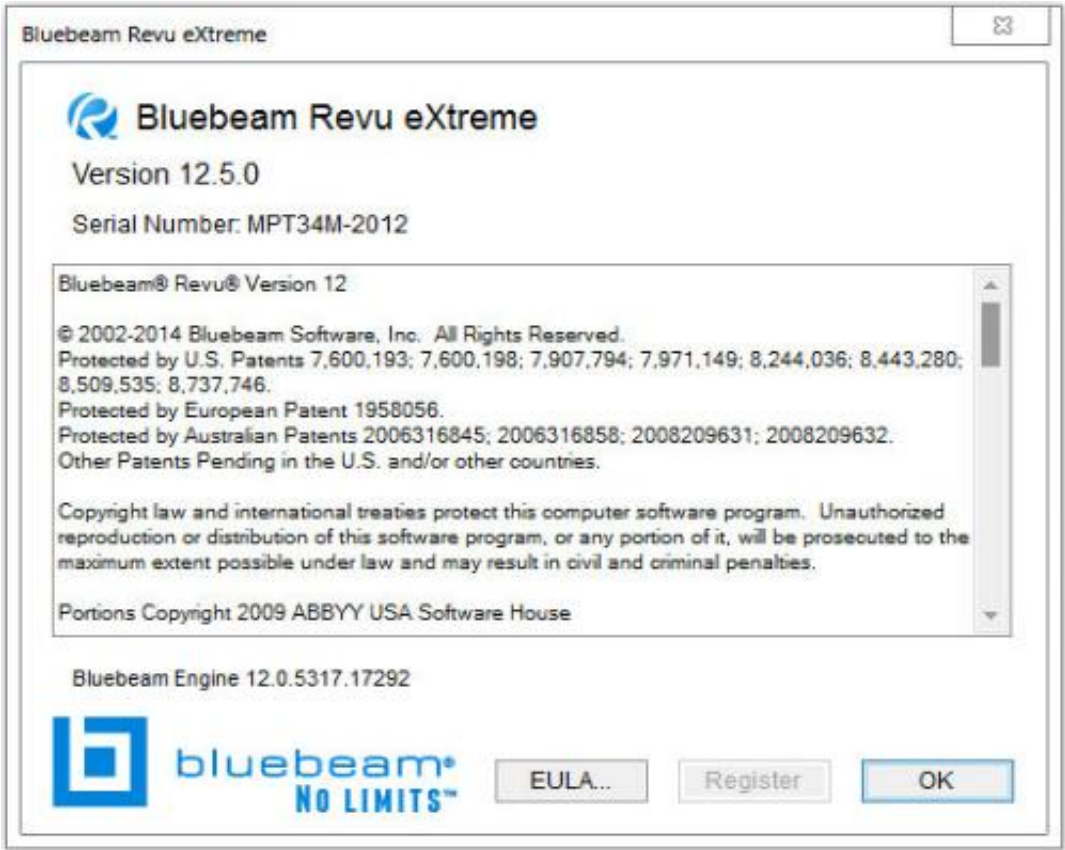 Bluebeam Revu eXtreme
Bluebeam Revu eXtreme
Version 12.5.0
Serial Number: MPT34M-2012
Bluebeam® Revu® Version 12
© 2002-2014 Bluebeam Software, Inc.  All Rights Reserved.
Protected by U.S. Patents 7,600,193; 7,600,198; 7,907,794; 7,971,149; 8,244,036; 8,443,280;
8,509,535; 8,737,746.
Protected by European Patent 1958056.
Protected by Australian Patents 2006316845; 2006316858; 2008209631; 2008209632.
Other Patents Pending in the U.S. and/or other countries.
Copyright law and international treaties protect this computer software program.  Unauthorized
reproduction or distribution of this software program, or any portion of it, will be prosecuted to the
maximum extent possible under law and may result in civil and criminal penalties.
Portions Copyright 2009 ABBYY USA Software House
Bluebeam Engine 12.0.5317.17292
bluebeam®
NO LIMITS™
EULA...
Register
OK